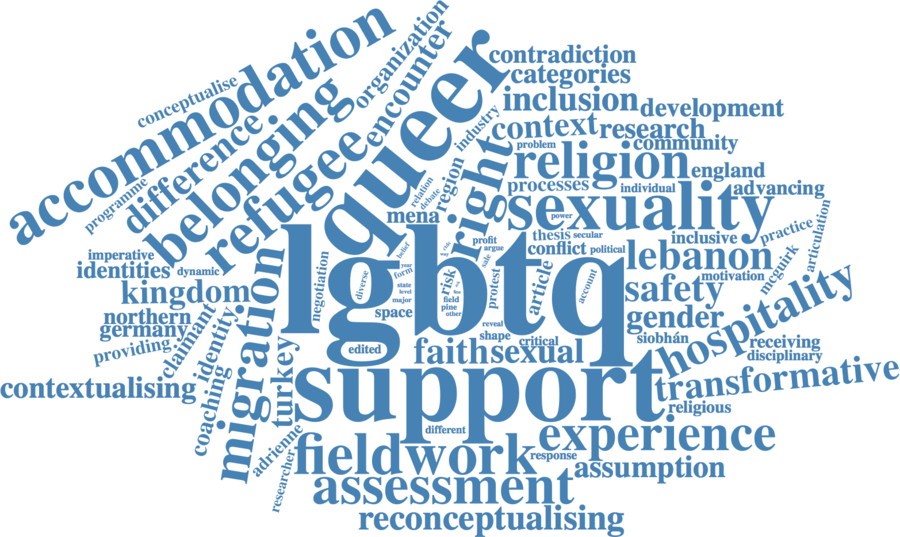 organization
contradiction
accommodation
conceptualise
categories
queer
encounter
inclusion
development
difference
belonging
refugee
industry
context
research
community
problem
religion
england
programme
relation
debate
region
right
processes
individual
advancing
mena
sexuality
power
practice
articulation
thesis
secular
inclusive
imperative
profit
argue
conflict
political
belief
lebanon
identities
dynamic
negotiation
lgbtq
year
sale
motivation
mcguirk
form
diverse
risk
protest
article
account
kingdom
state
level
major
field
safety
hospitality
northern
space
pine
other
gender
germany
reveal
shape
critical
siobhán
providing
claimant
identity
migration
edited
faith
sexual
receiving
disciplinary
turkey
contextualising
support
transformative
coaching
religious
adrienne
different
experience
researcher
fieldwork
response
assumption
assessment
reconceptualising